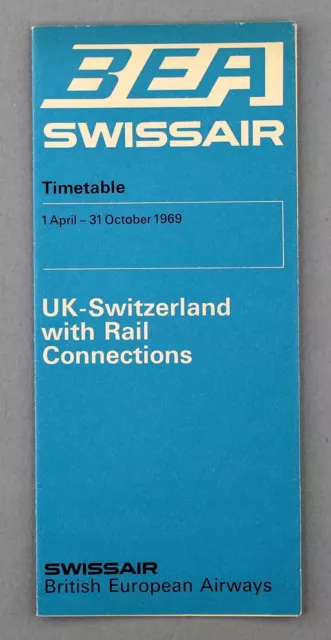 BEA
SWISSAIR
Timetable
1 April – 31 October 1969
UK-Switzerland
with Rail
Connections
SWISSAIR
British European Airways